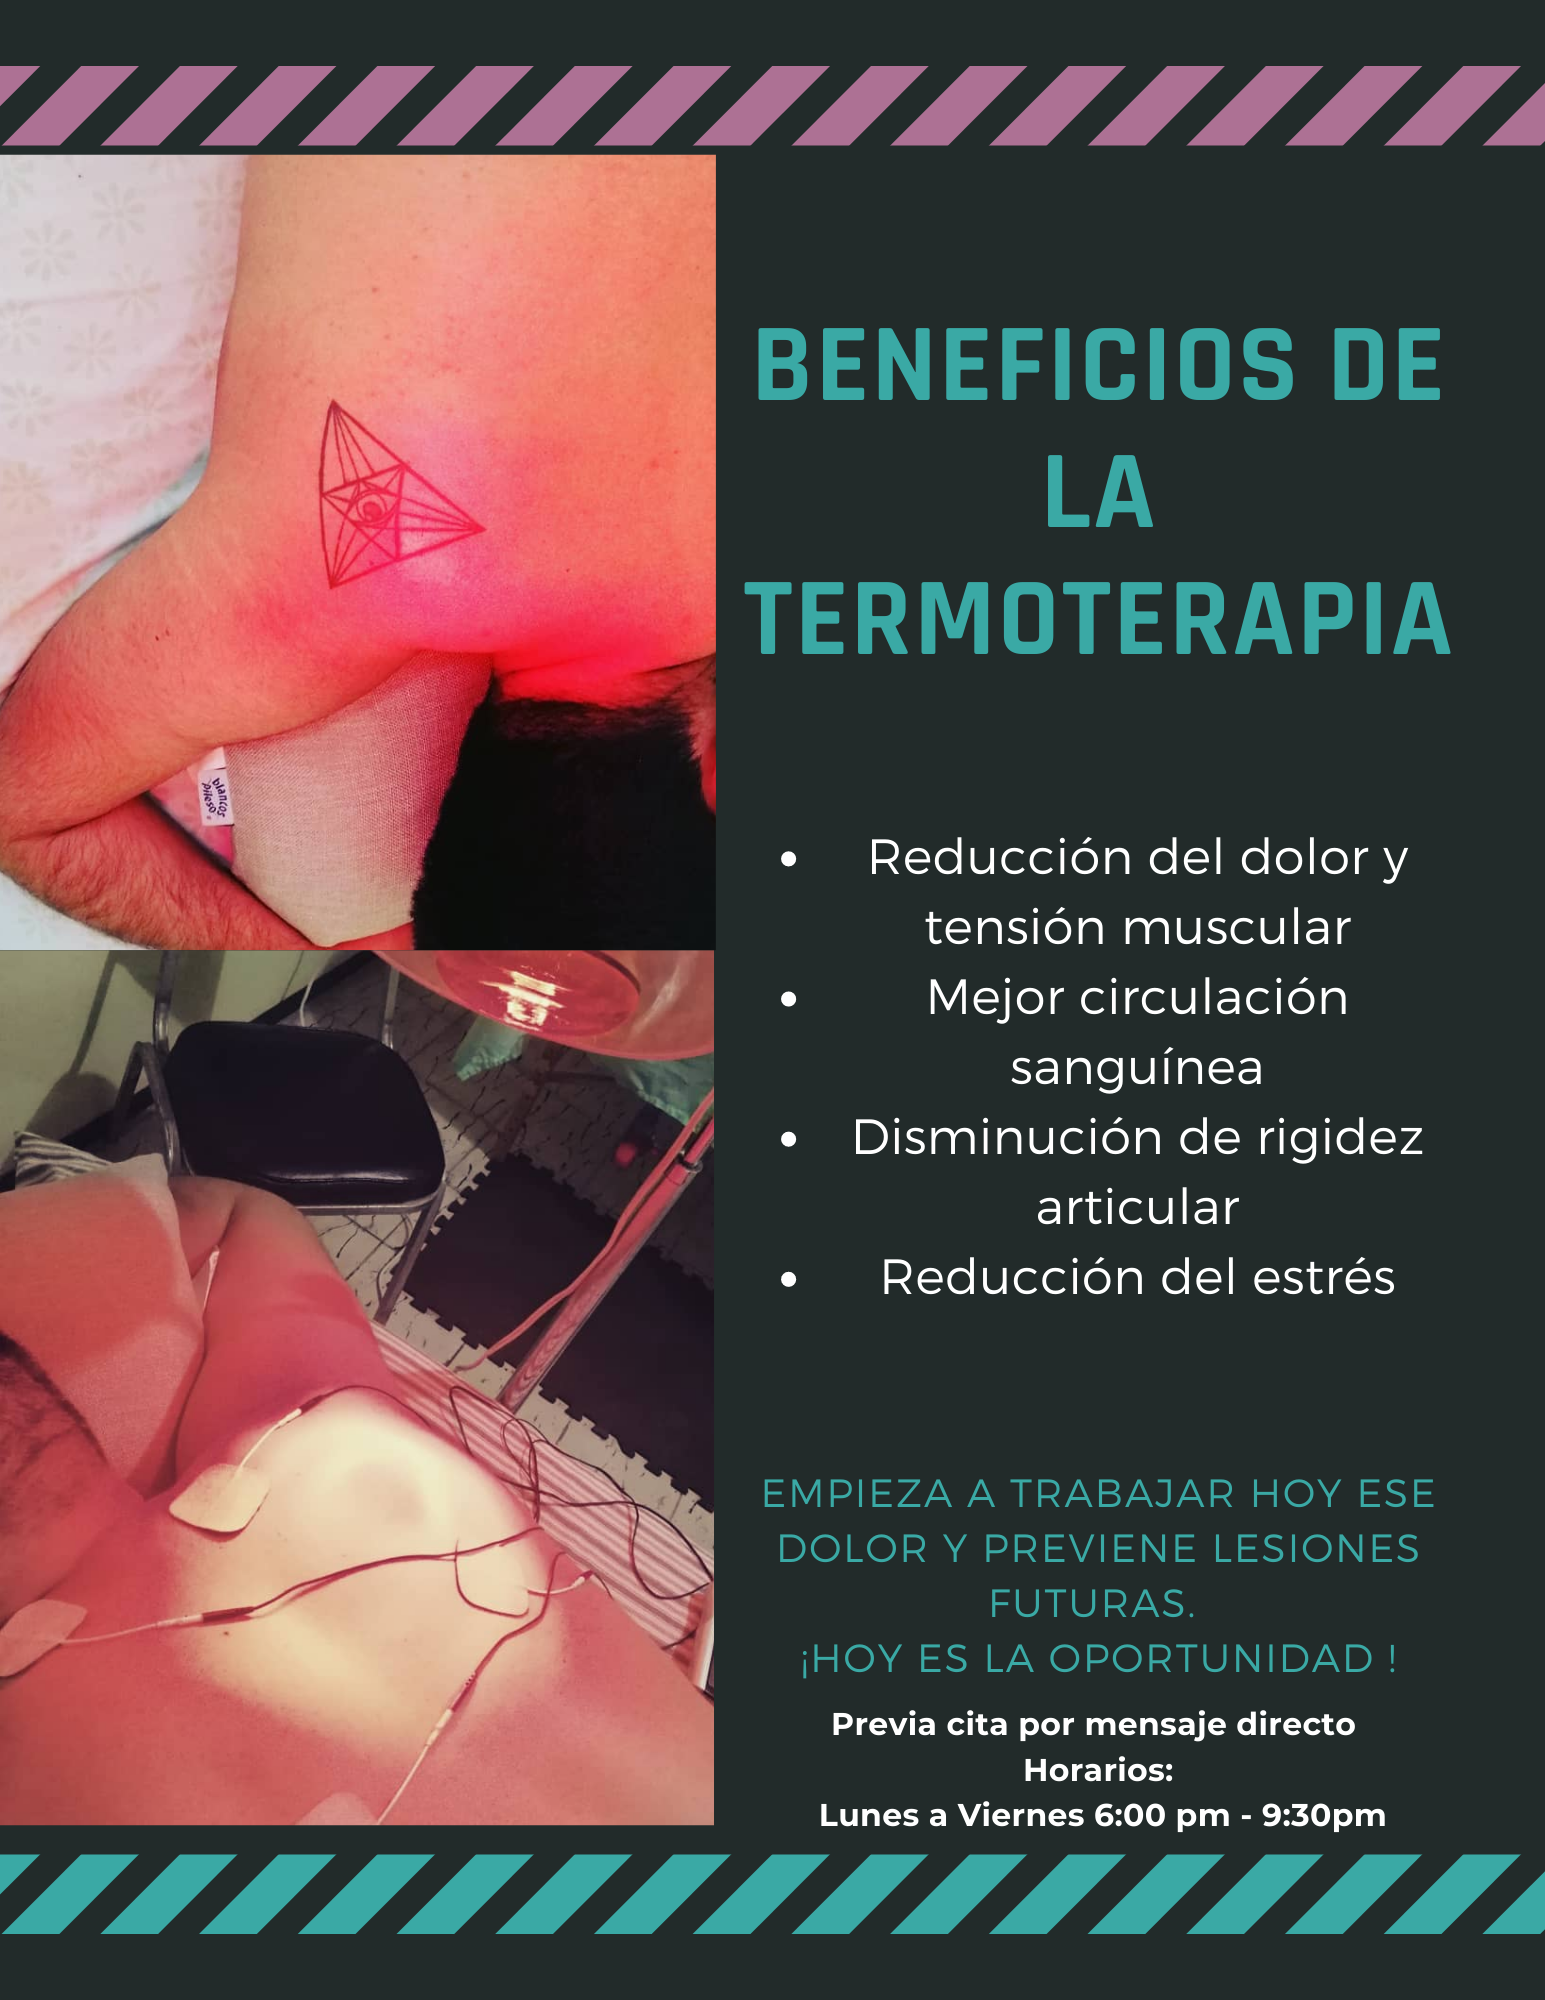 BENEFICIOS DE
LA
TERMOTERAPIA
• Reducción del dolor y
tensión muscular
• Mejor circulación
sanguínea
• Disminución de rigidez
articular
• Reducción del estrés
EMPIEZA A TRABAJAR HOY ESE
DOLOR Y PREVIENE LESIONES
FUTURAS.
¡HOY ES LA OPORTUNIDAD !
Previa cita por mensaje directo
Horarios:
Lunes a Viernes 6:00 pm - 9:30pm
blancos
pileso